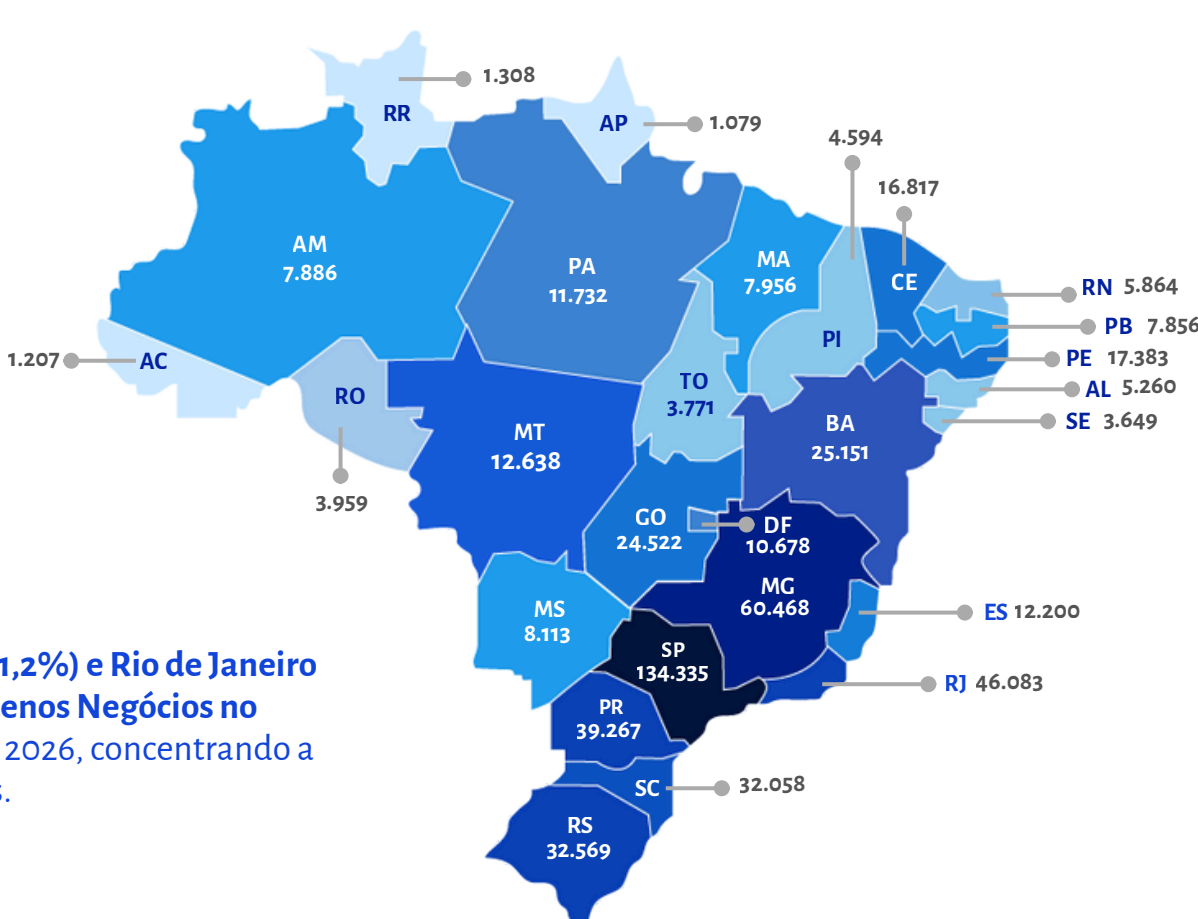 1.308
RR
AP
1.079
4.594
16.817
AM
7.886
PA
11.732
MA
7.956
CE
RN 5.864
PB 7.856
PE 17.383
AL 5.260
SE 3.649
PI
1.207
AC
RO
TO
3.771
MT
12.638
BA
25.151
3.959
GO
24.522
DF
10.678
MG
60.468
MS
8.113
ES 12.200
SP
134.335
RJ 46.083
PR
39.267
SC
32.058
RS
32.569
1,2%) e Rio de Janeiro
enos Negócios no
2026, concentrando a
s.